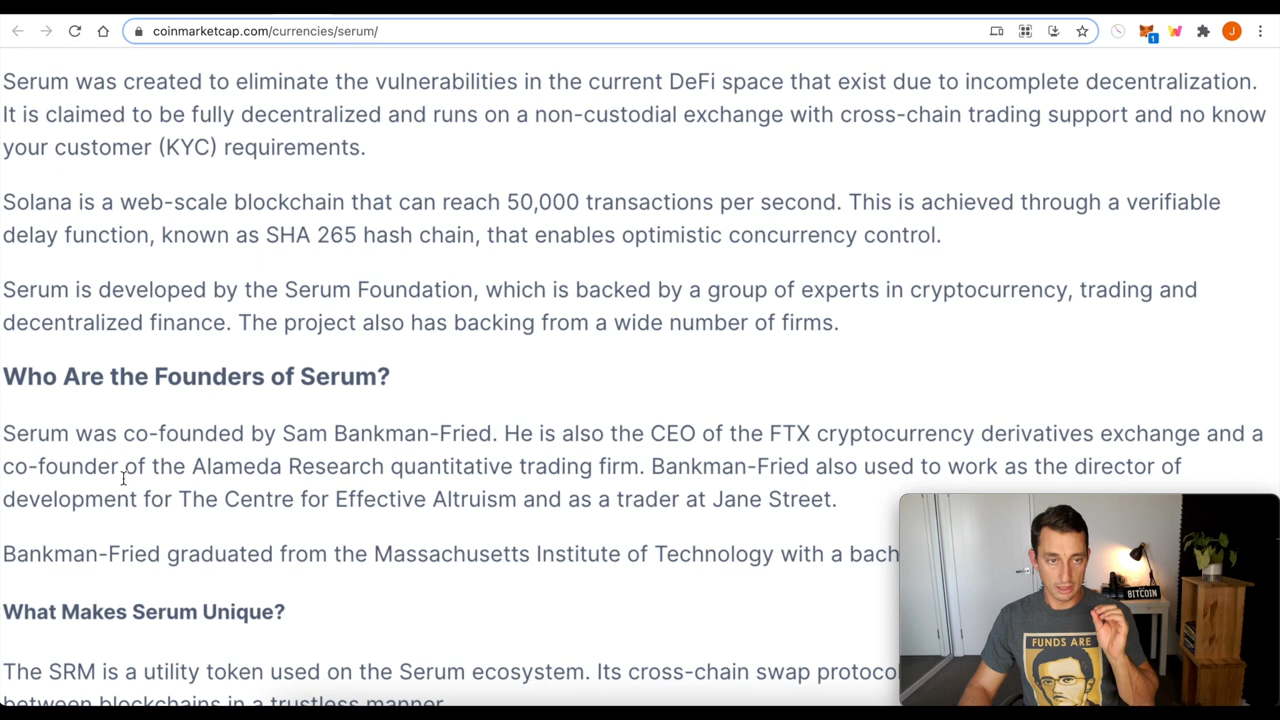 coinmarketcap.com/currencies/serum/
1
J
Serum was created to eliminate the vulnerabilities in the current DeFi space that exist due to incomplete decentralization.
It is claimed to be fully decentralized and runs on a non-custodial exchange with cross-chain trading support and no know
your customer (KYC) requirements.
Solana is a web-scale blockchain that can reach 50,000 transactions per second. This is achieved through a verifiable
delay function, known as SHA 265 hash chain, that enables optimistic concurrency control.
Serum is developed by the Serum Foundation, which is backed by a group of experts in cryptocurrency, trading and
decentralized finance. The project also has backing from a wide number of firms.
Who Are the Founders of Serum?
Serum was co-founded by Sam Bankman-Fried. He is also the CEO of the FTX cryptocurrency derivatives exchange and a
co-founder of the Alameda Research quantitative trading firm. Bankman-Fried also used to work as the director of
development for The Centre for Effective Altruism and as a trader at Jane Street.
Bankman-Fried graduated from the Massachusetts Institute of Technology with a bach
What Makes Serum Unique?
The SRM is a utility token used on the Serum ecosystem. Its cross-chain swap protoco
between blockchains in a trustless manner.
BITCOIN
FUNDS ARE